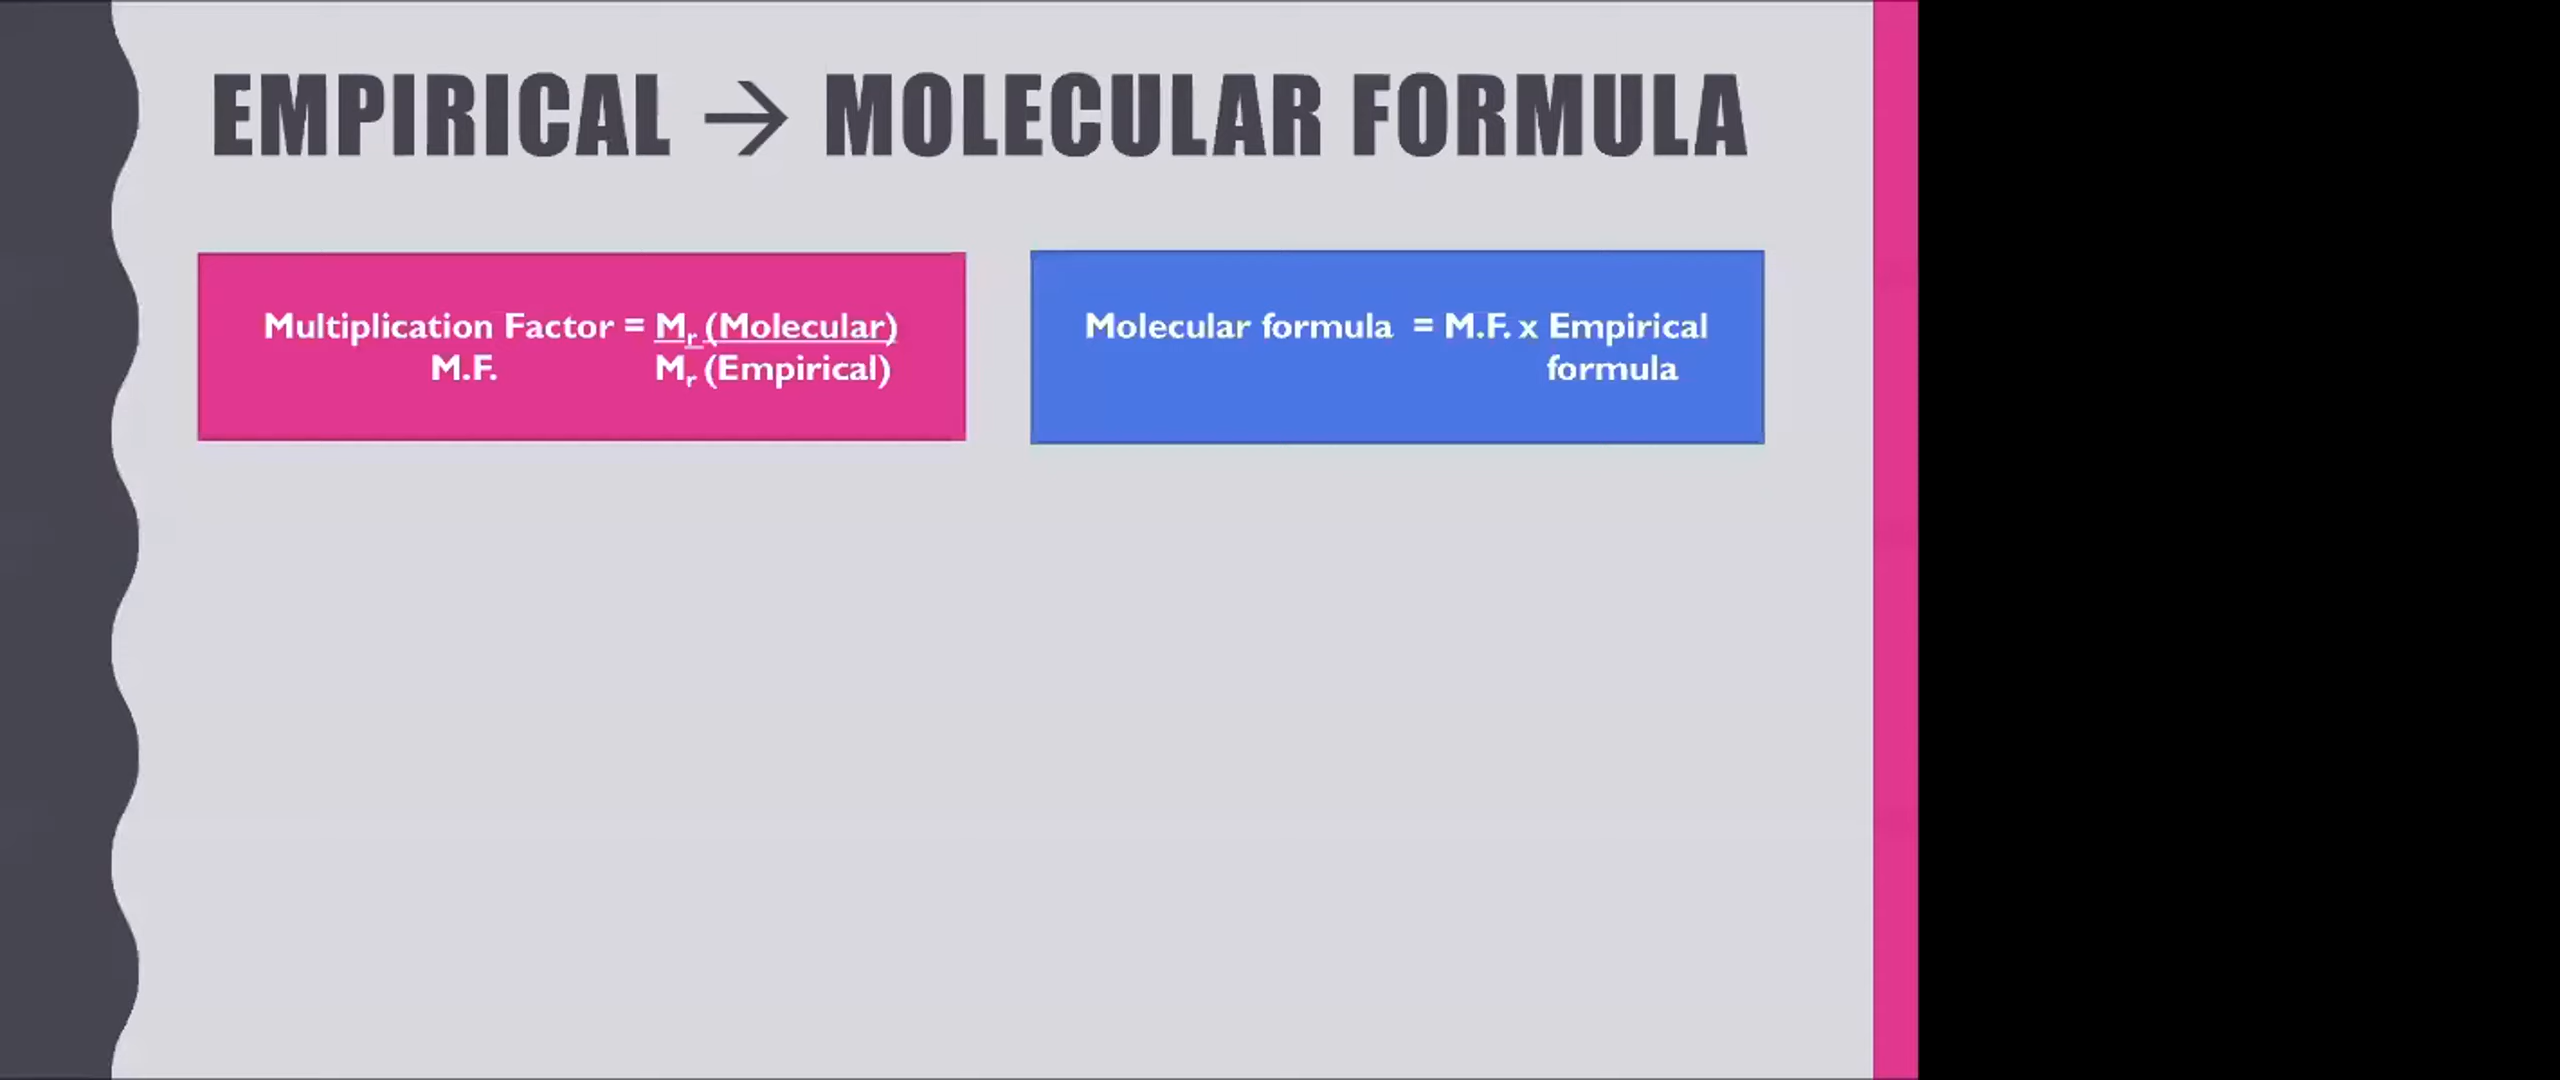 EMPIRICAL → MOLECULAR FORMULA
Multiplication Factor = Mr (Molecular)
M.F. Mr (Empirical)
Molecular formula = M.F. x Empirical
formula